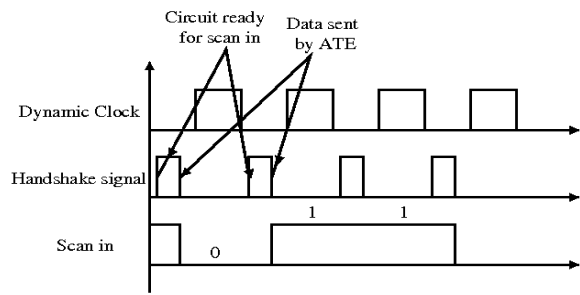 Circuit ready
for scan in
Data sent
by ATE
Dynamic Clock
Handshake signal
1 1
Scan in
0